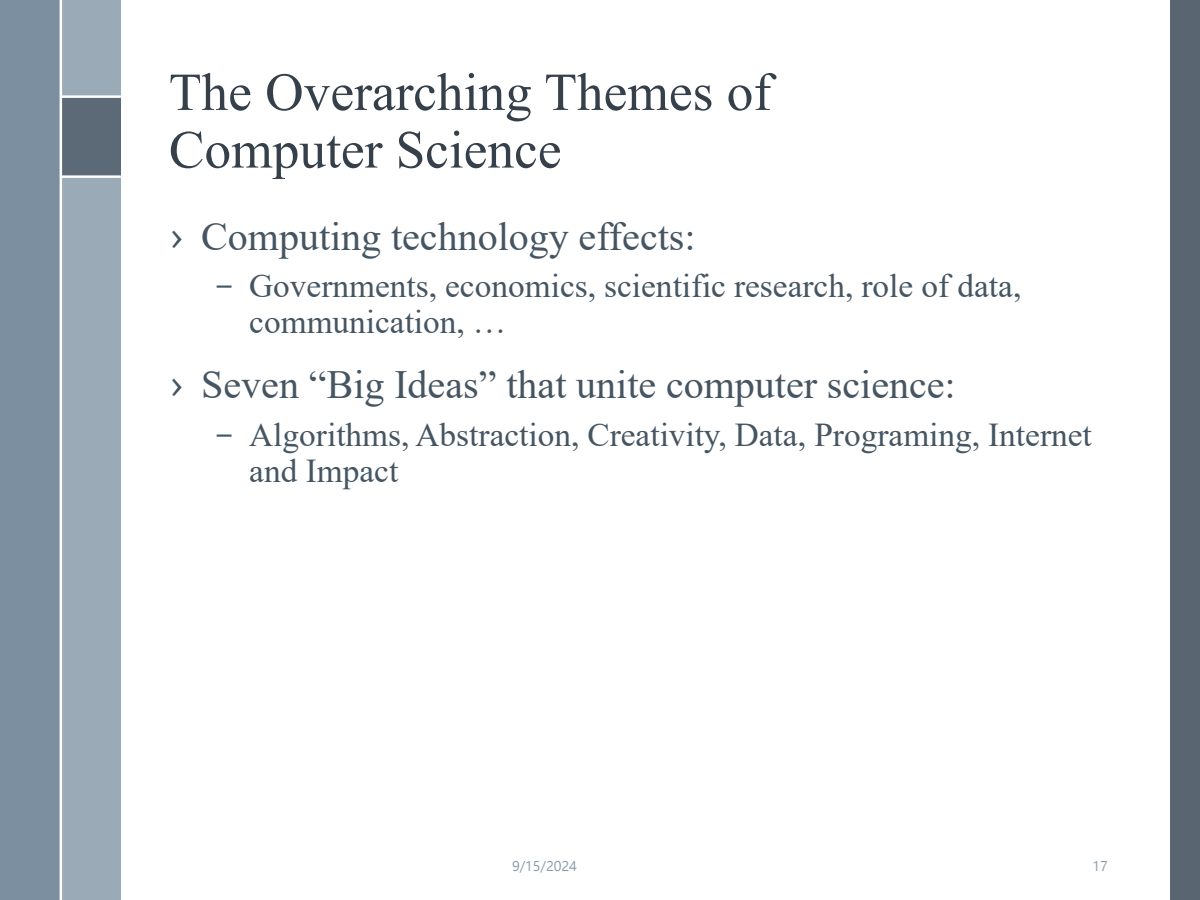 The Overarching Themes of
Computer Science
› Computing technology effects:
– Governments, economics, scientific research, role of data,
communication, …
› Seven “Big Ideas” that unite computer science:
– Algorithms, Abstraction, Creativity, Data, Programing, Internet
and Impact
9/15/2024
17